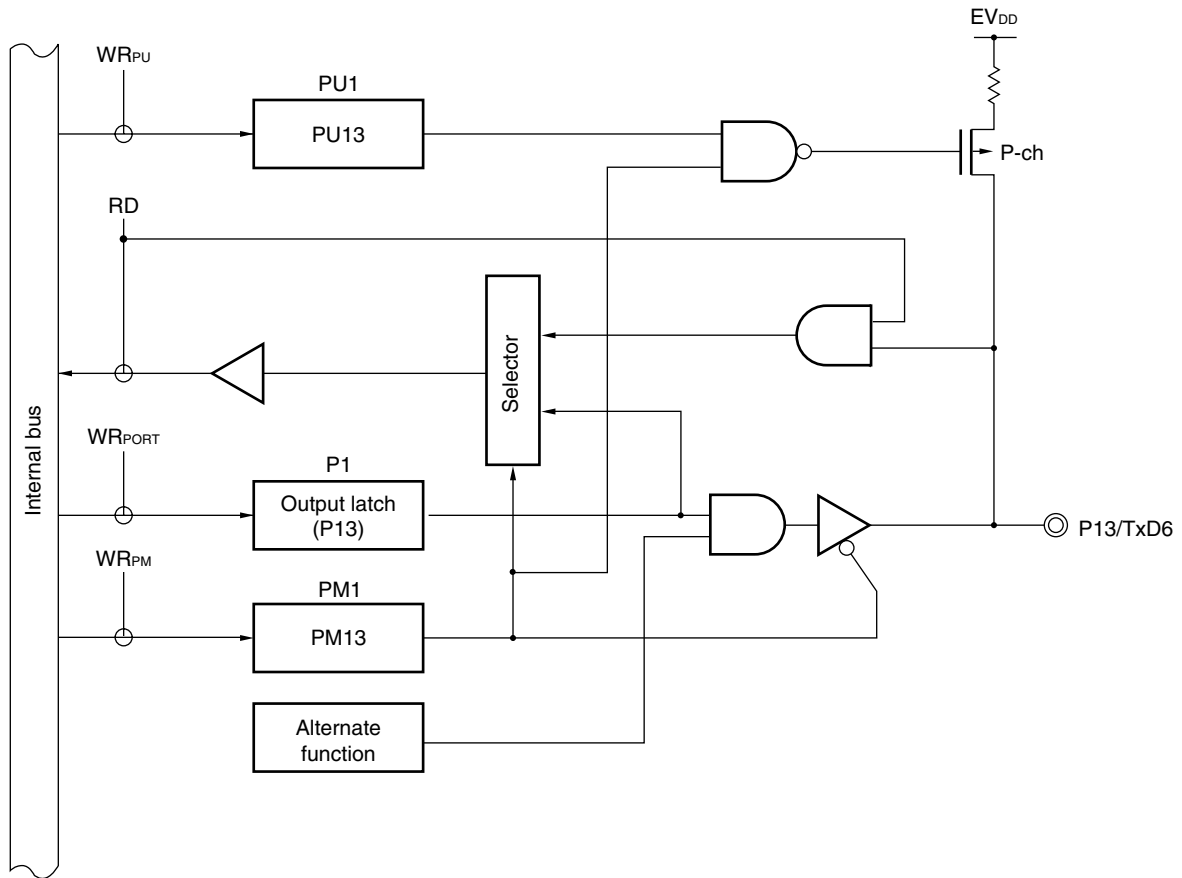 EVDD
WRPU
PU1
PU13
P-ch
RD
Selector
Internal bus
WRPORT
P1
Output latch
(P13)
P13/TxD6
WRPM
PM1
PM13
Alternate
function